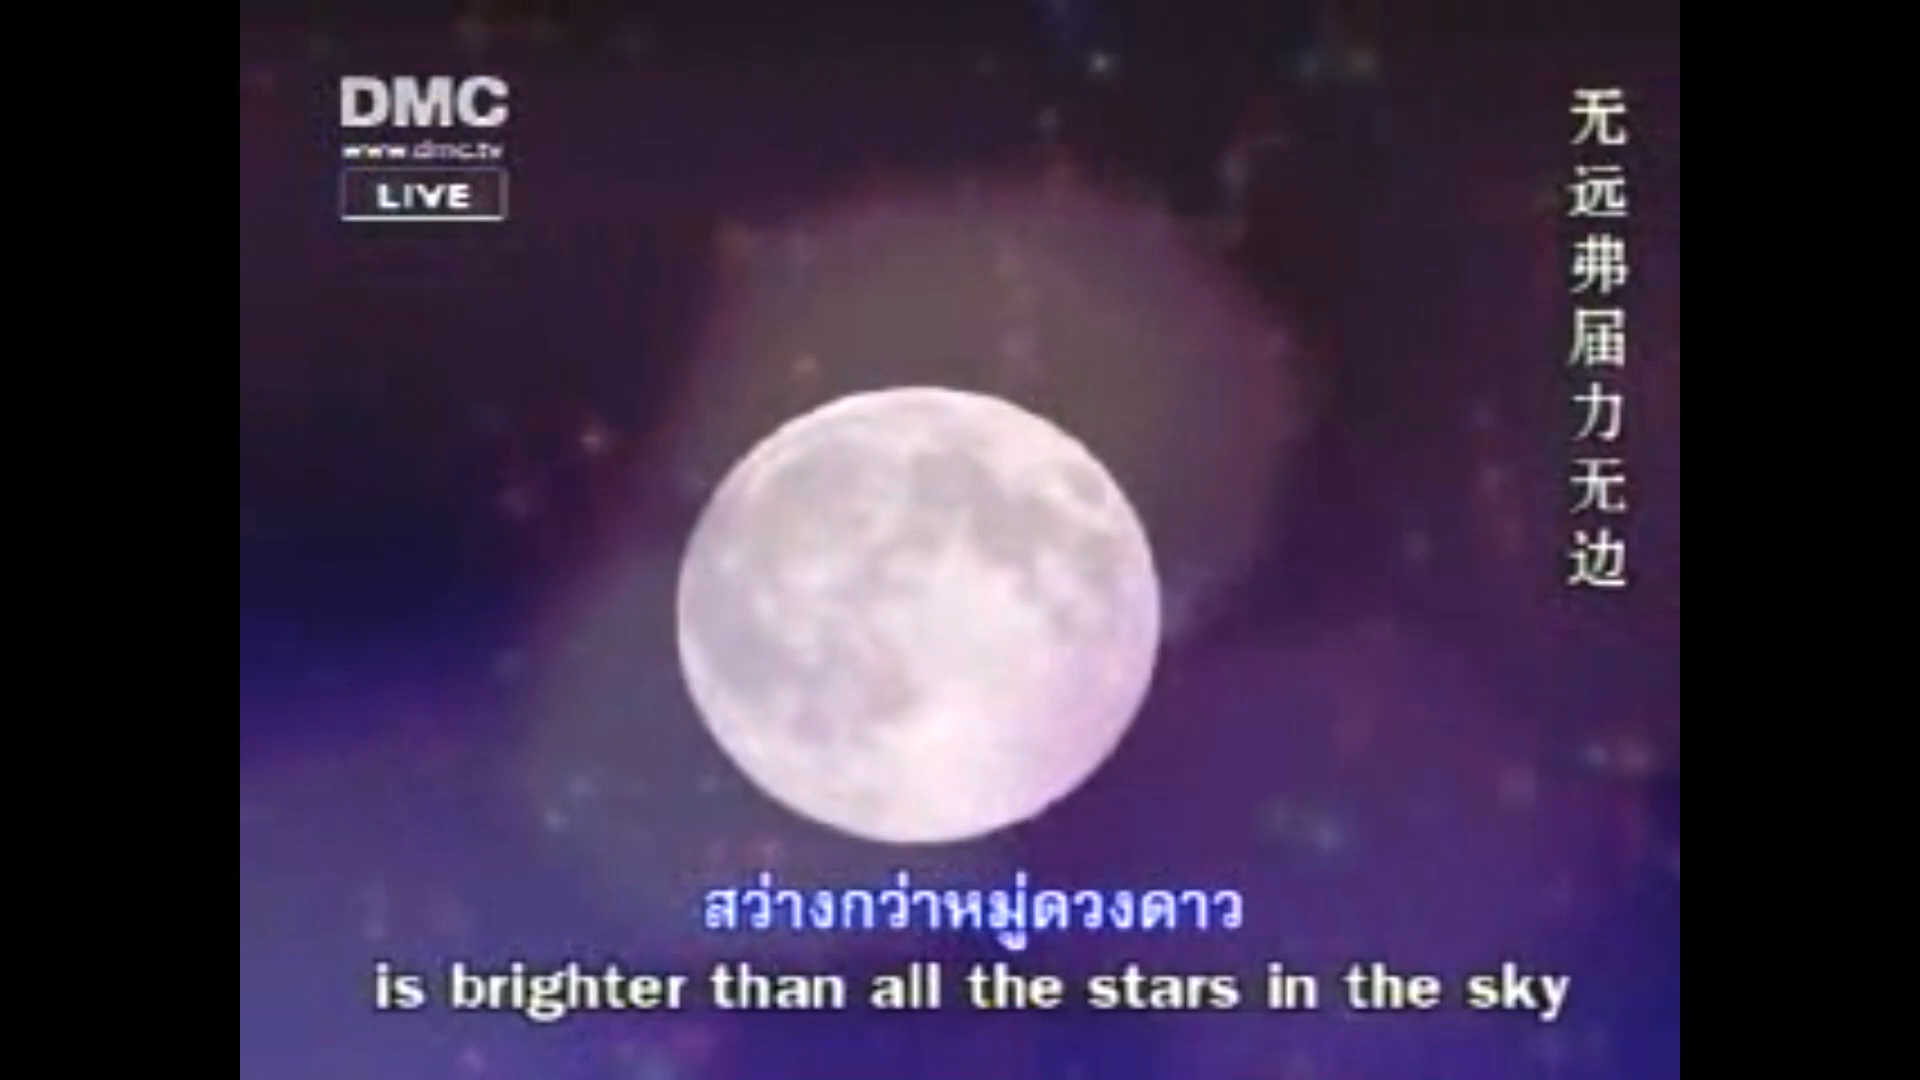 DMC
www.dmc.tv
LIVE
无远弗届力无边
สว่างกว่าหมู่ดวงดาว
is brighter than all the stars in the sky